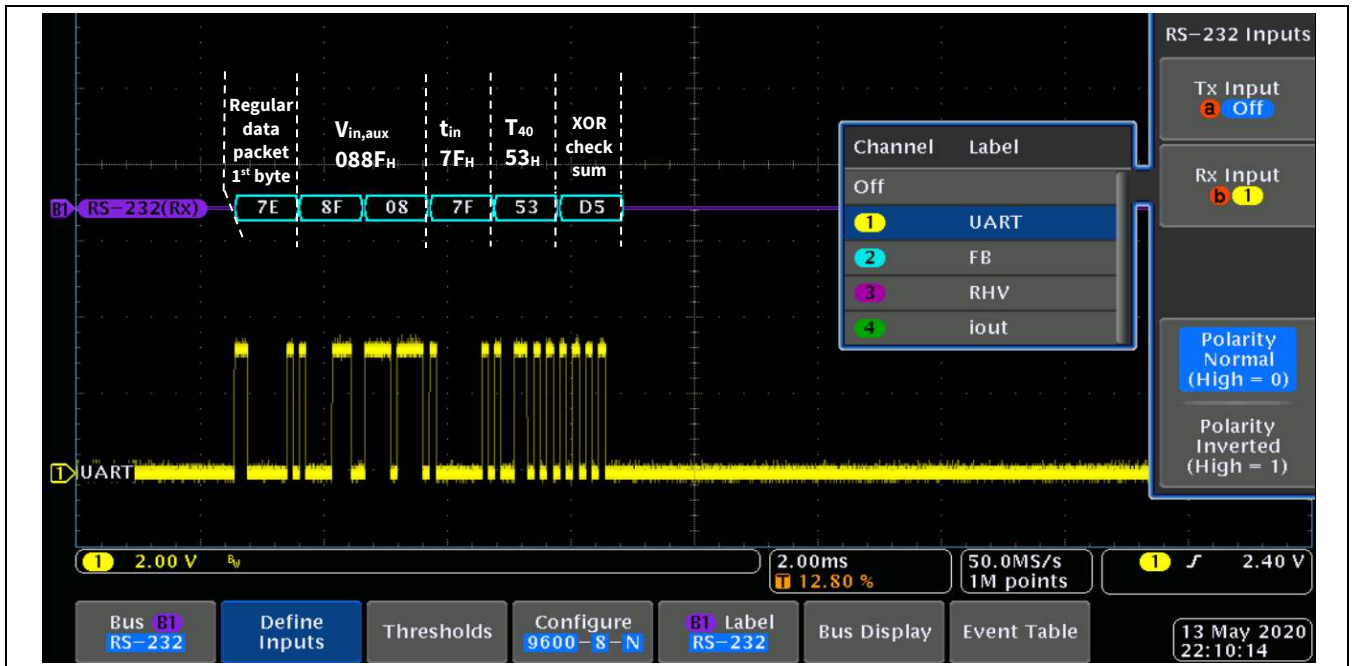 RS-232 Inputs
Tx Input
a Off
Rx Input
b 1
Channel Label
Off
1 UART
2 FB
3 RHV
4 iout
Polarity
Normal
(High = 0)
Polarity
Inverted
(High = 1)
Regular
data
packet
1st byte
Vin,aux
088FH
tin
7FH
T40
53H
XOR
check
sum
B1 RS-232(Rx) 7E 8F 08 7F 53 D5
1 UART
1 2.00 V BW
2.00ms
T 12.80 %
50.0MS/s
1M points
1 2.40 V
Bus B1
RS-232
Define
Inputs
Thresholds
Configure
9600-8-N
B1 Label
RS-232
Bus Display
Event Table
13 May 2020
22:10:14